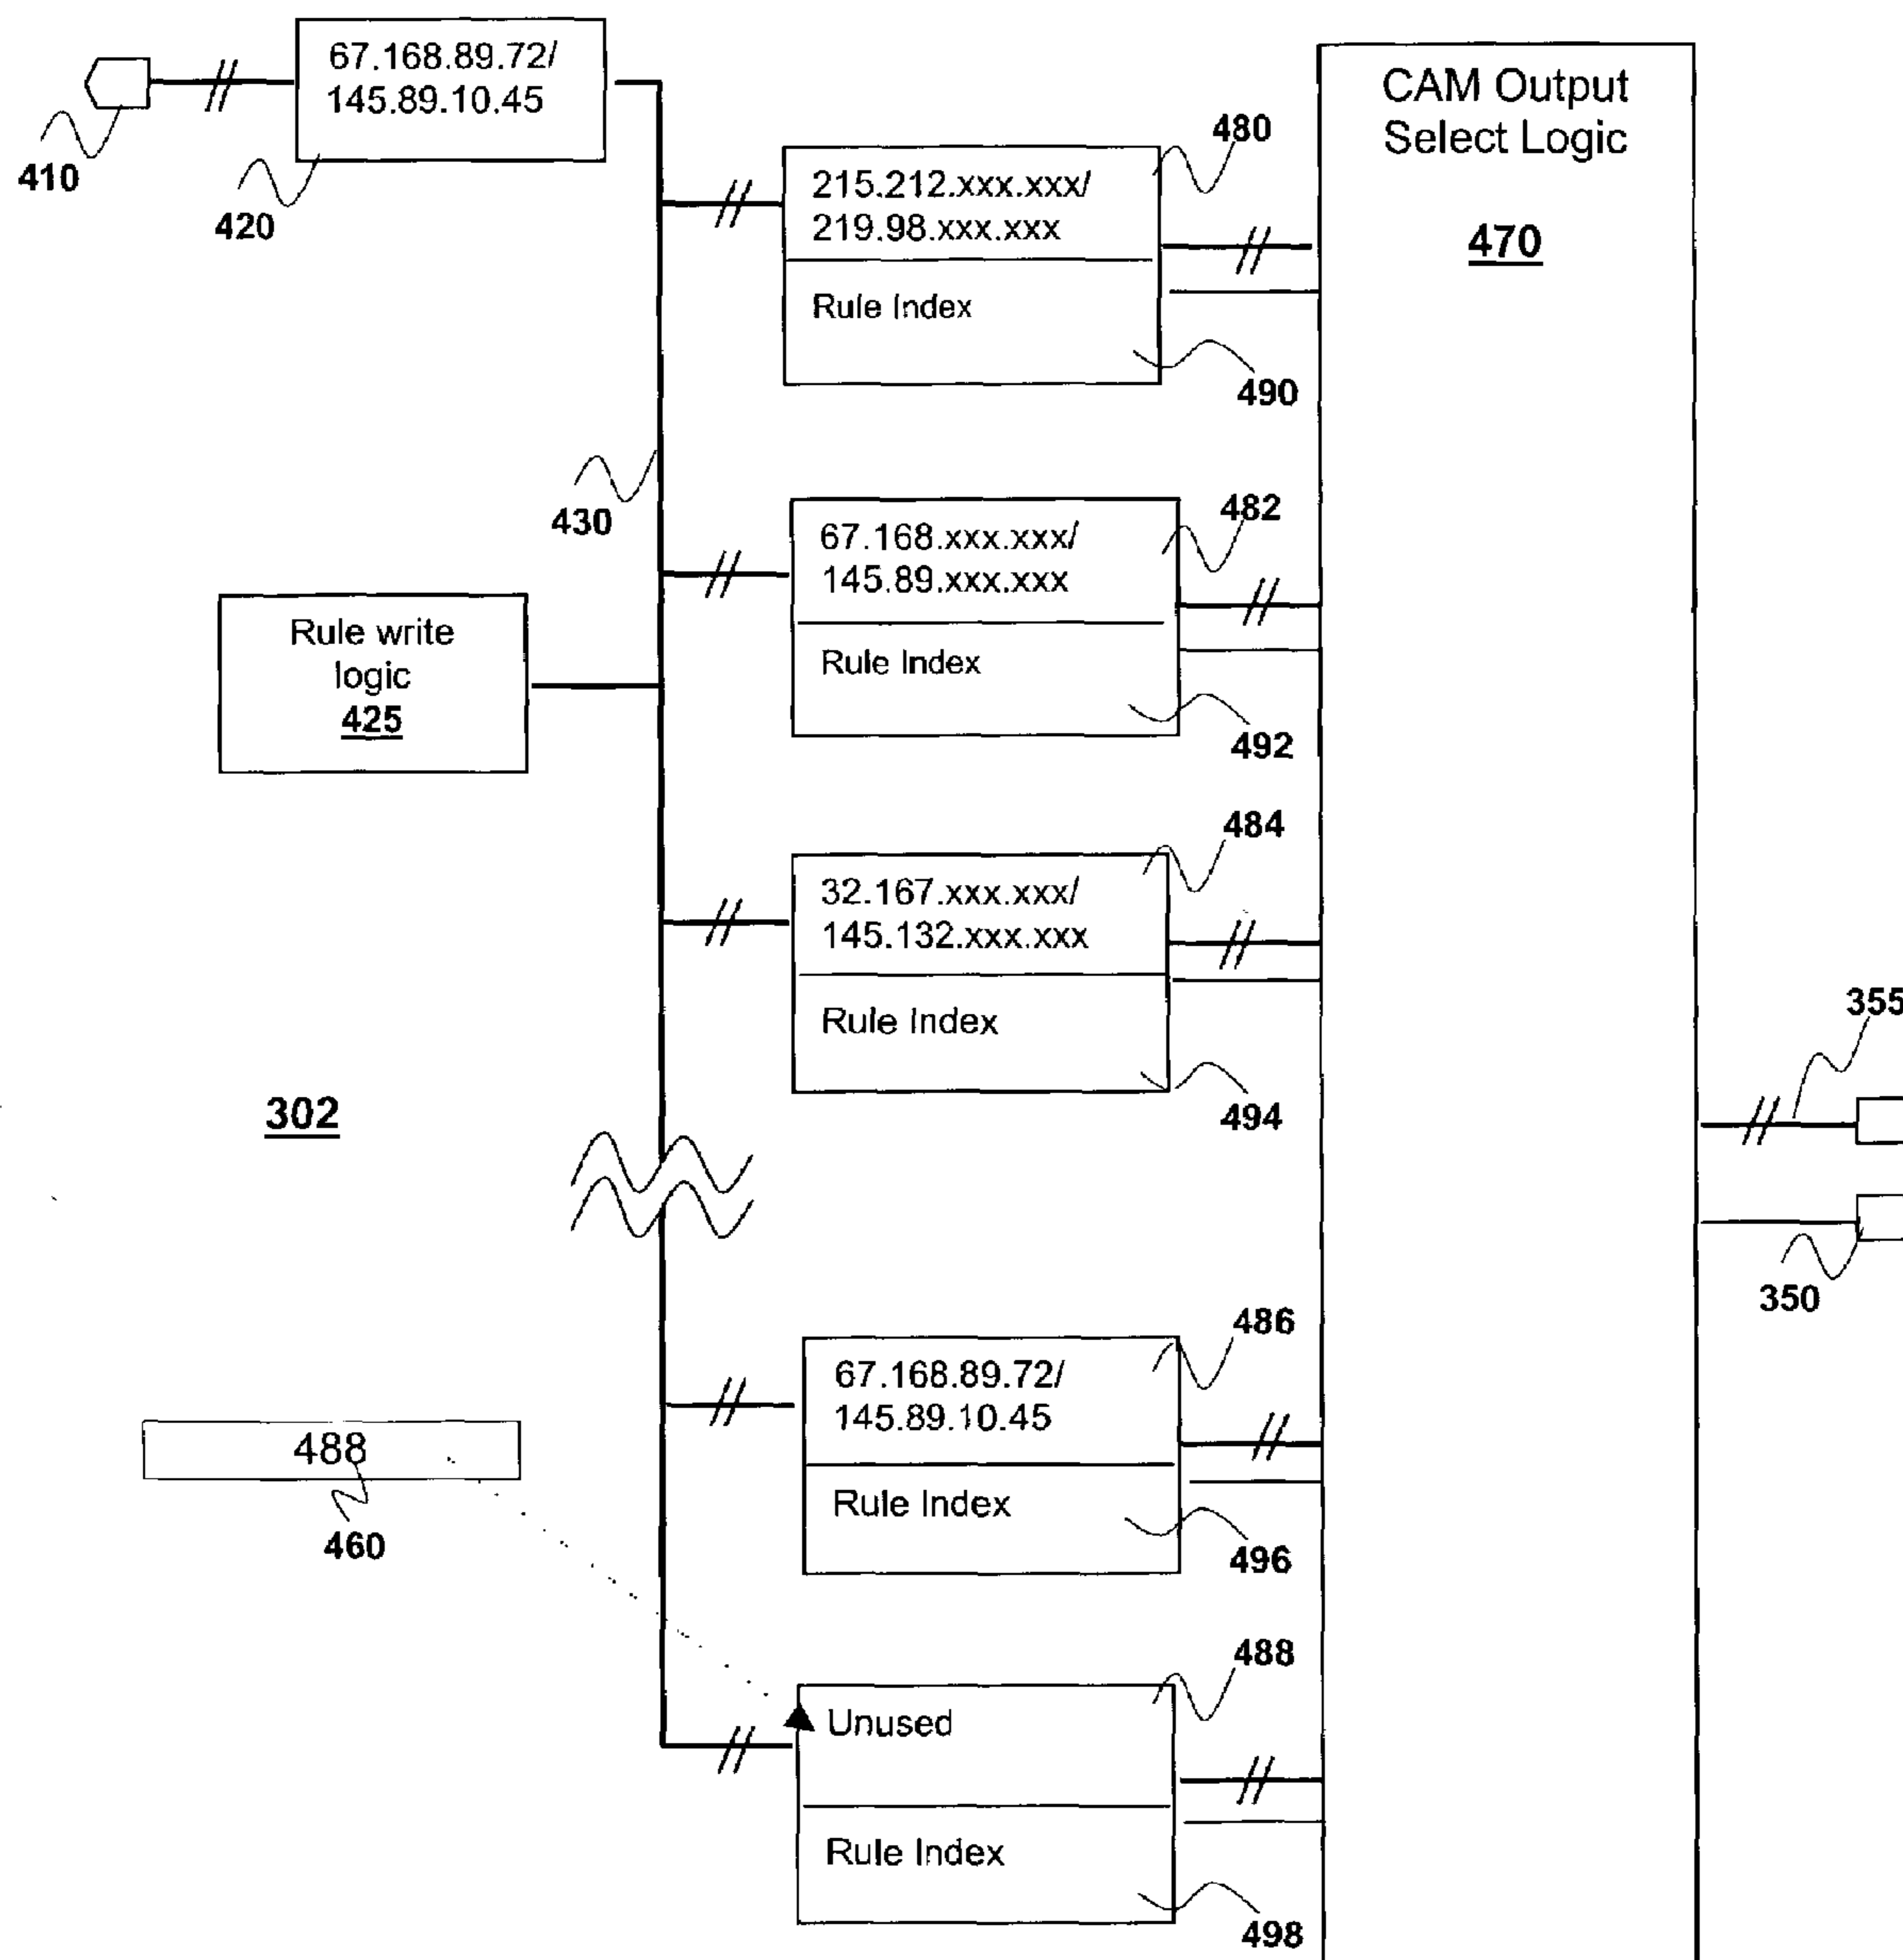 67.168.89.72/
145.89.10.45
410
420
CAM Output
Select Logic
470
480
215.212.xxx.xxx/
219.98.xxx.xxx
Rule Index
490
430
482
67.168.xxx.xxx/
145.89.xxx.xxx
Rule Index
492
Rule write
logic
425
484
32.167.xxx.xxx/
145.132.xxx.xxx
Rule Index
494
302
355
350
486
67.168.89.72/
145.89.10.45
Rule Index
496
488
460
488
Unused
Rule Index
498